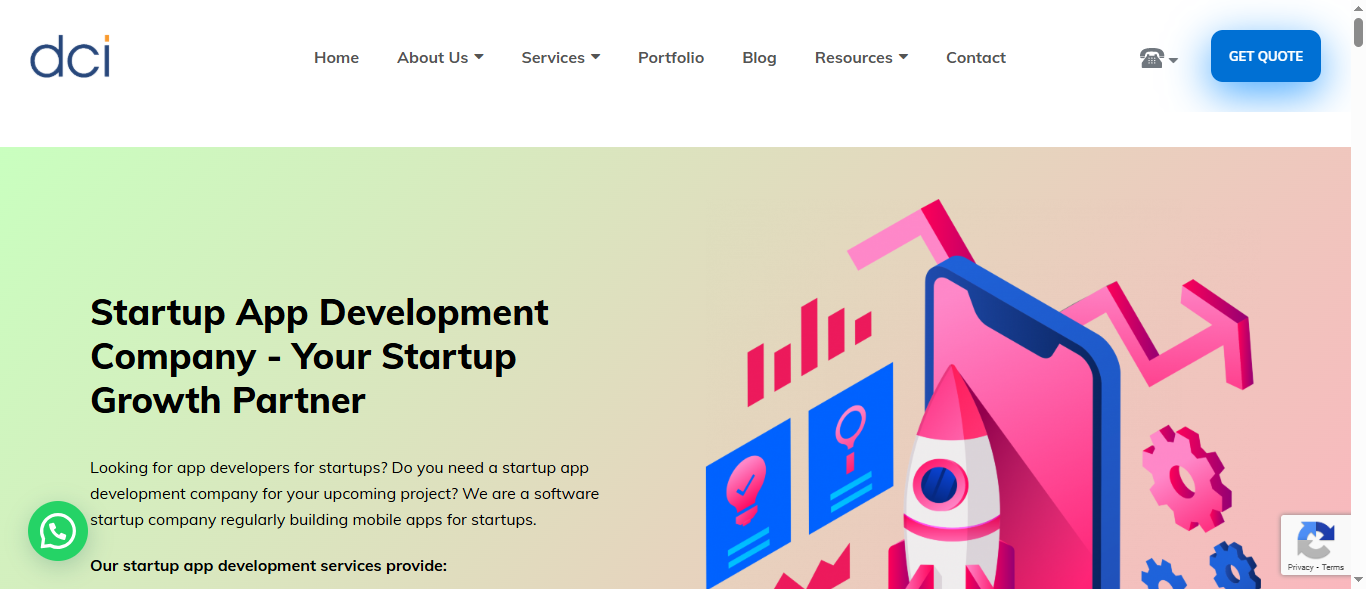 dci
Home
About Us
Services
Portfolio
Blog
Resources
Contact
GET QUOTE
Startup App Development
Company - Your Startup
Growth Partner
Looking for app developers for startups? Do you need a startup app
development company for your upcoming project? We are a software
startup company regularly building mobile apps for startups.
Our startup app development services provide:
Privacy - Terms